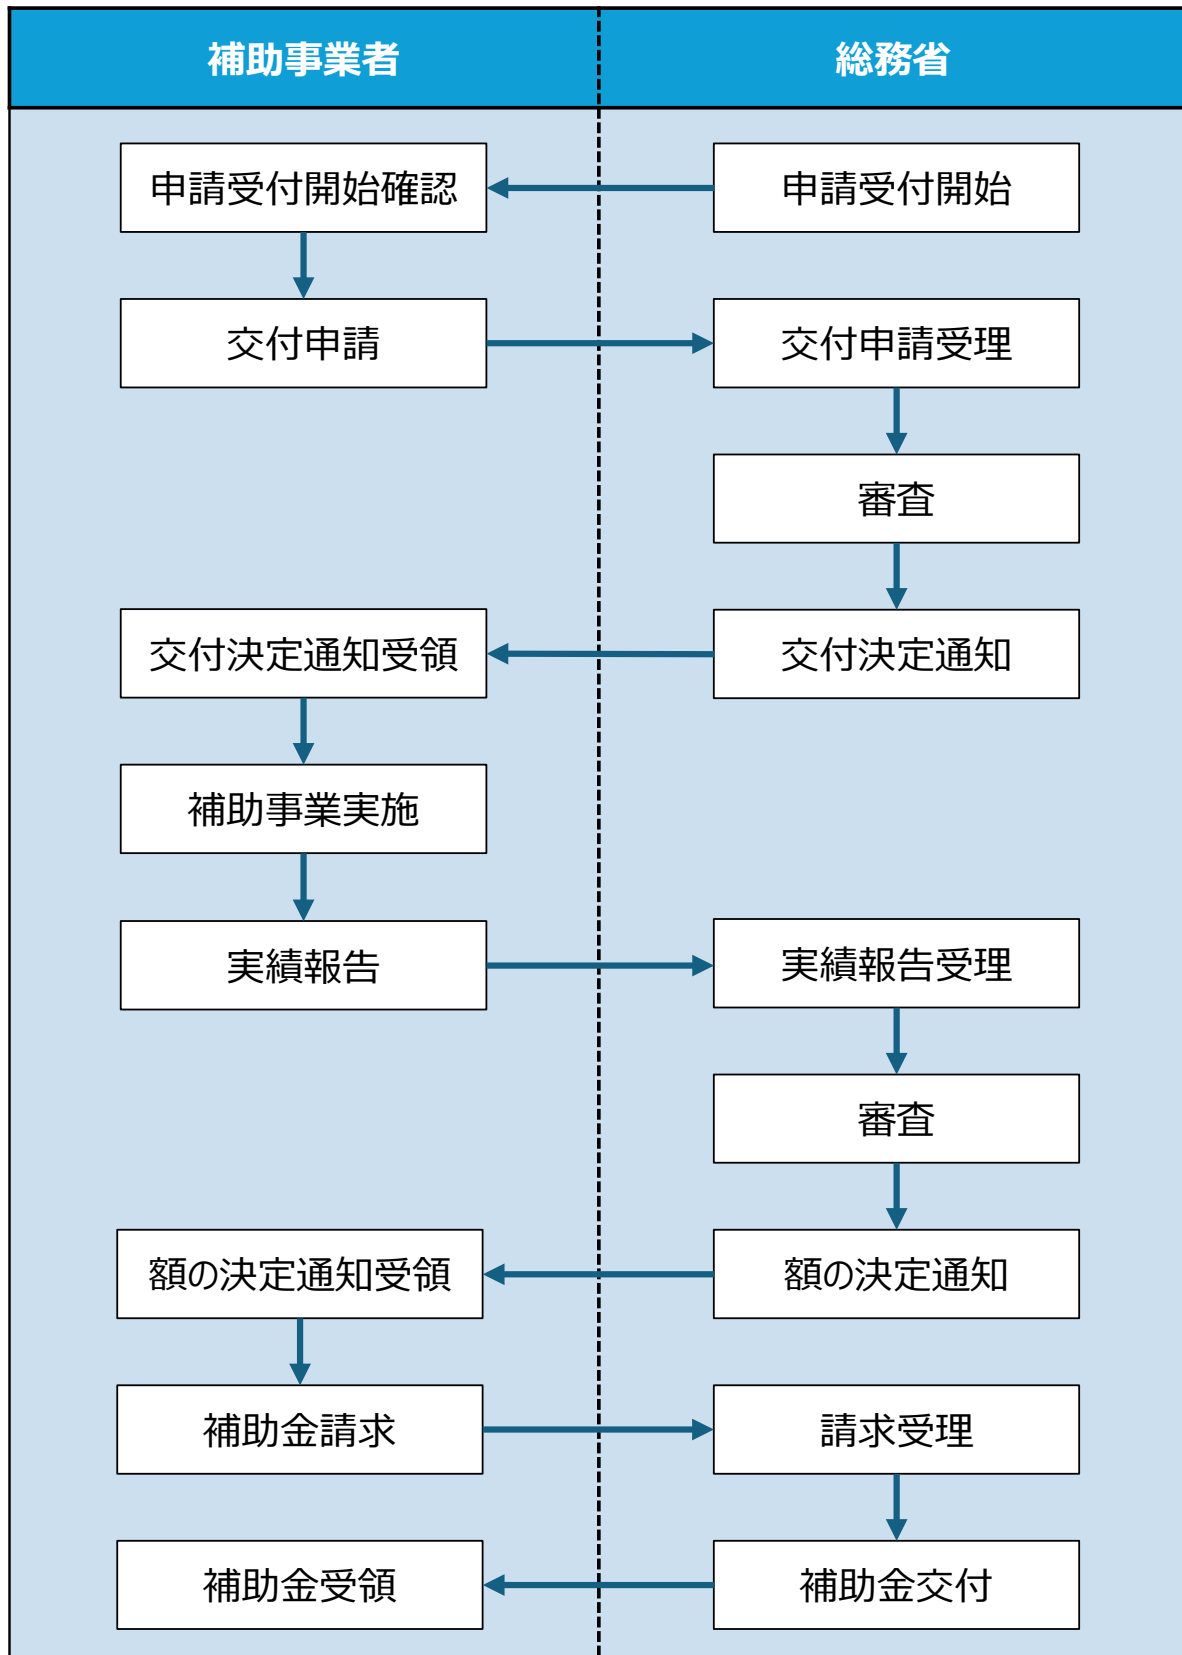 補助事業者
総務省
申請受付開始確認
申請受付開始
交付申請
交付申請受理
審査
交付決定通知受領
交付決定通知
補助事業実施
実績報告
実績報告受理
審査
額の決定通知受領
額の決定通知
補助金請求
請求受理
補助金受領
補助金交付